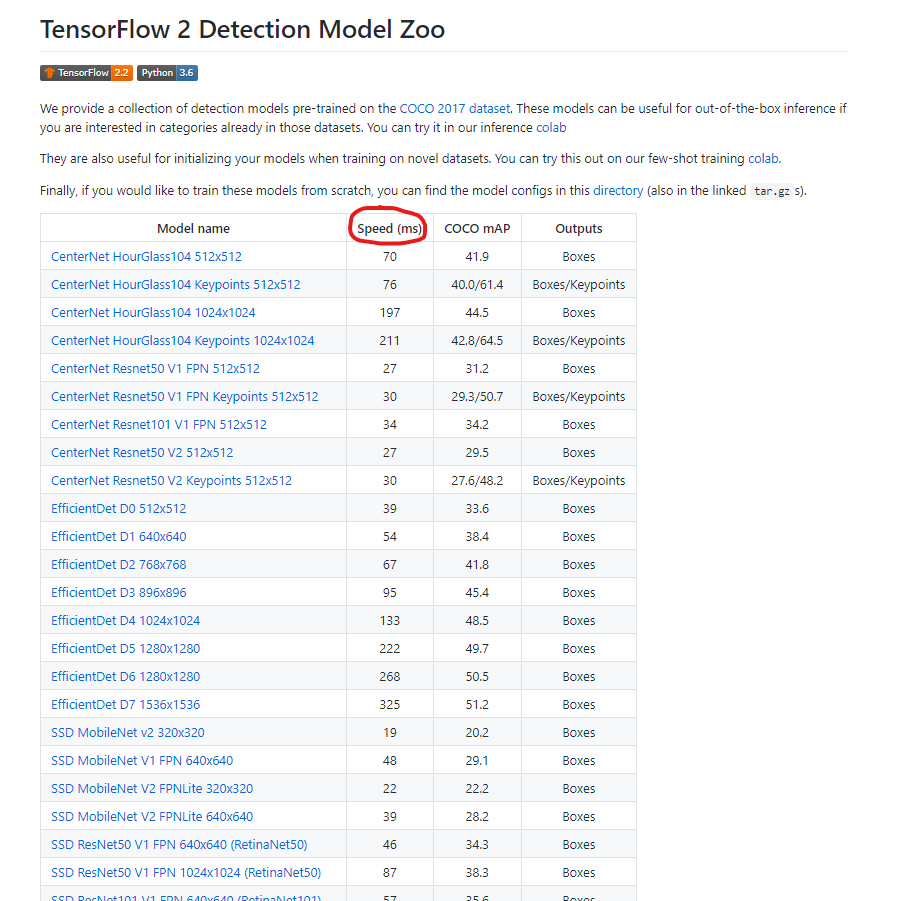 TensorFlow 2 Detection Model Zoo
TensorFlow 2.2 Python 3.6
We provide a collection of detection models pre-trained on the COCO 2017 dataset. These models can be useful for out-of-the-box inference if
you are interested in categories already in those datasets. You can try it in our inference colab
They are also useful for initializing your models when training on novel datasets. You can try this out on our few-shot training colab.
Finally, if you would like to train these models from scratch, you can find the model configs in this directory (also in the linked tar.gz s).
Model name Speed (ms) COCO mAP Outputs
CenterNet HourGlass104 512x512 70 41.9 Boxes
CenterNet HourGlass104 Keypoints 512x512 76 40.0/61.4 Boxes/Keypoints
CenterNet HourGlass104 1024x1024 197 44.5 Boxes
CenterNet HourGlass104 Keypoints 1024x1024 211 42.8/64.5 Boxes/Keypoints
CenterNet Resnet50 V1 FPN 512x512 27 31.2 Boxes
CenterNet Resnet50 V1 FPN Keypoints 512x512 30 29.3/50.7 Boxes/Keypoints
CenterNet Resnet101 V1 FPN 512x512 34 34.2 Boxes
CenterNet Resnet50 V2 512x512 27 29.5 Boxes
CenterNet Resnet50 V2 Keypoints 512x512 30 27.6/48.2 Boxes/Keypoints
EfficientDet D0 512x512 39 33.6 Boxes
EfficientDet D1 640x640 54 38.4 Boxes
EfficientDet D2 768x768 67 41.8 Boxes
EfficientDet D3 896x896 95 45.4 Boxes
EfficientDet D4 1024x1024 133 48.5 Boxes
EfficientDet D5 1280x1280 222 49.7 Boxes
EfficientDet D6 1280x1280 268 50.5 Boxes
EfficientDet D7 1536x1536 325 51.2 Boxes
SSD MobileNet v2 320x320 19 20.2 Boxes
SSD MobileNet V1 FPN 640x640 48 29.1 Boxes
SSD MobileNet V2 FPNLite 320x320 22 22.2 Boxes
SSD MobileNet V2 FPNLite 640x640 39 28.2 Boxes
SSD ResNet50 V1 FPN 640x640 (RetinaNet50) 46 34.3 Boxes
SSD ResNet50 V1 FPN 1024x1024 (RetinaNet50) 87 38.3 Boxes
SSD ResNet101 V1 FPN 640x640 (RetinaNet101) 57 35.6 Boxes